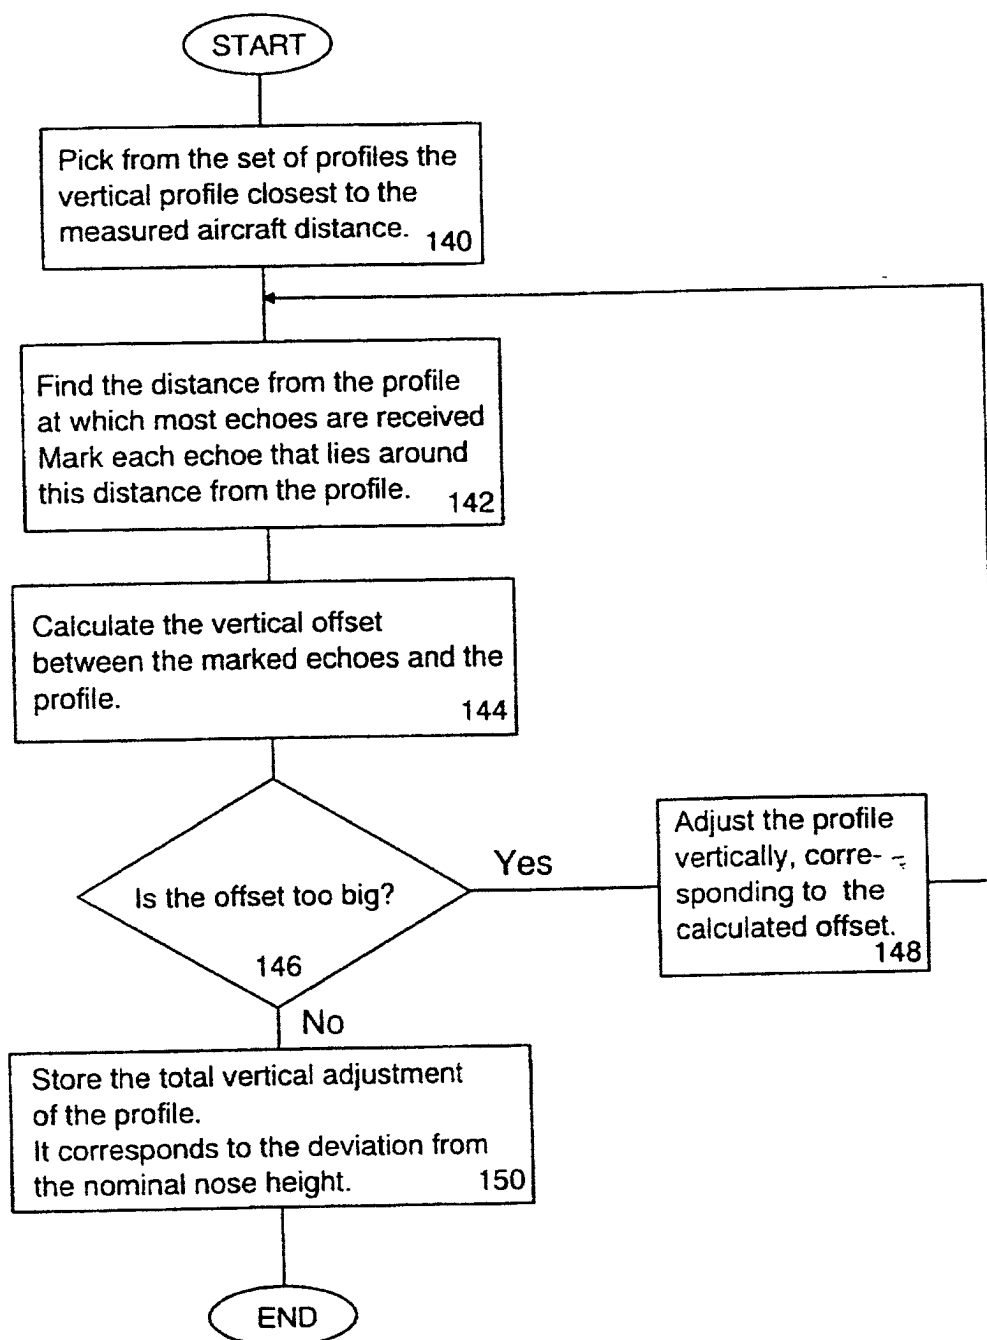 START
Pick from the set of profiles the
vertical profile closest to the
measured aircraft distance.
140
Find the distance from the profile
at which most echoes are received
Mark each echoe that lies around
this distance from the profile.
142
Calculate the vertical offset
between the marked echoes and the
profile.
144
Is the offset too big?
146
Yes
Adjust the profile
vertically, corre-
sponding to the
calculated offset.
148
No
Store the total vertical adjustment
of the profile.
It corresponds to the deviation from
the nominal nose height.
150
END